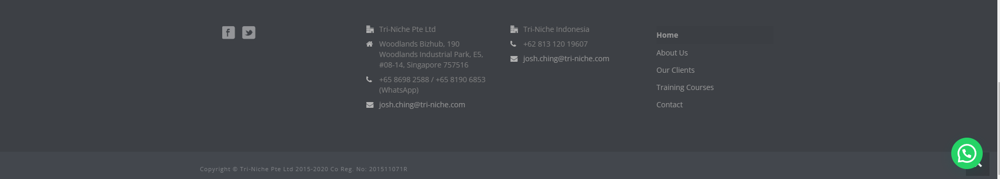 Tri-Niche Pte Ltd
Woodlands Bizhub, 190
Woodlands Industrial Park, E5,
#08-14, Singapore 757516
+65 8698 2588 / +65 8190 6853
(WhatsApp)
josh.ching@tri-niche.com
Tri-Niche Indonesia
+62 813 120 19607
josh.ching@tri-niche.com
Home
About Us
Our Clients
Training Courses
Contact
Copyright © Tri-Niche Pte Ltd 2015-2020 Co Reg. No: 201511071R